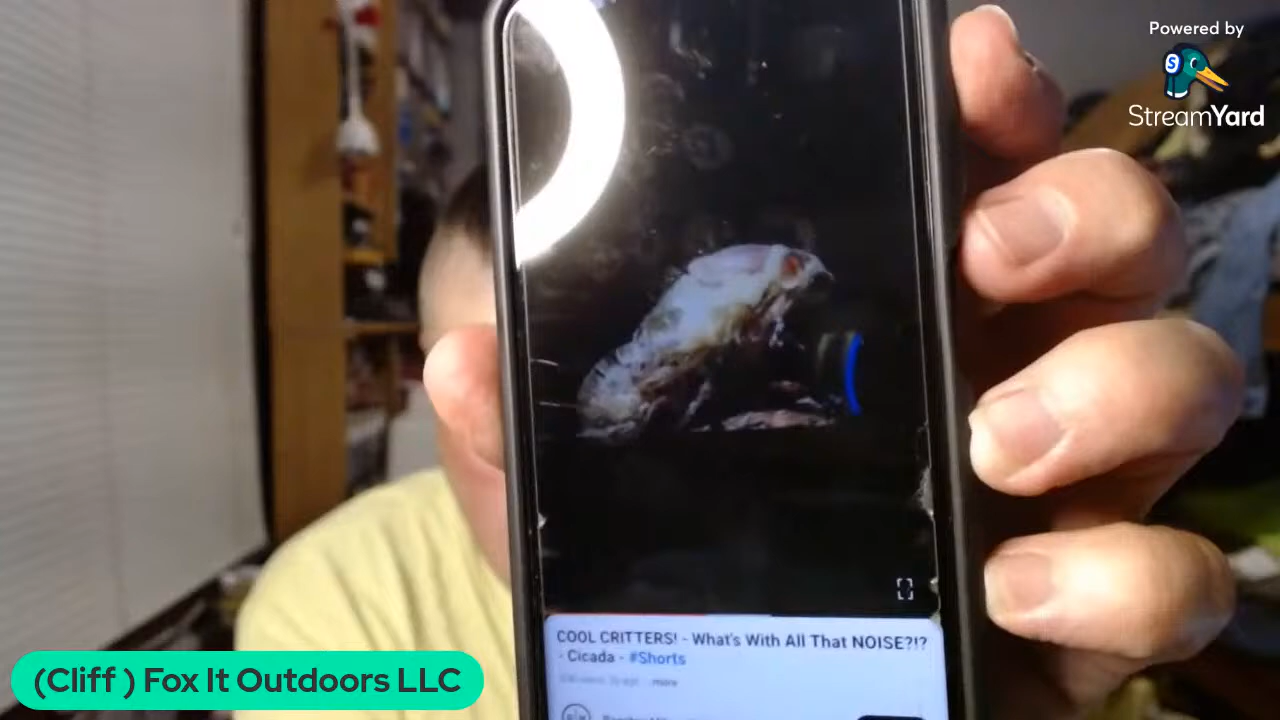 Powered by
StreamYard
COOL CRITTERS! - What's With All That NOISE?!?
- Cicada - #Shorts
...more
(Cliff ) Fox It Outdoors LLC